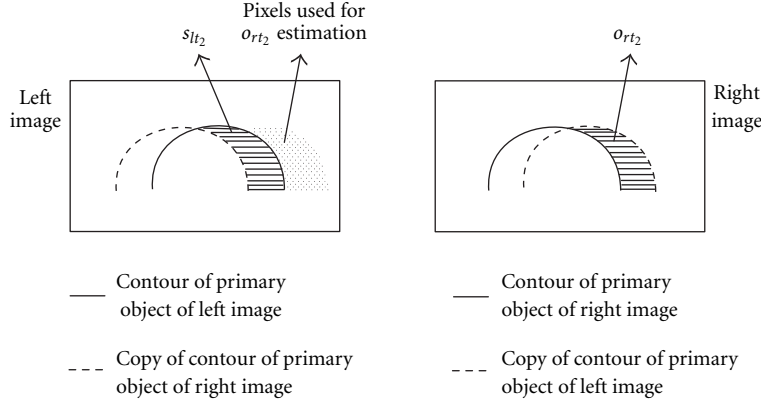 Pixels used for
s_{lt_2}
o_{rt_2} estimation
o_{rt_2}
Left
image
Right
image
Contour of primary
object of left image
Copy of contour of primary
object of right image
Contour of primary
object of right image
Copy of contour of primary
object of left image